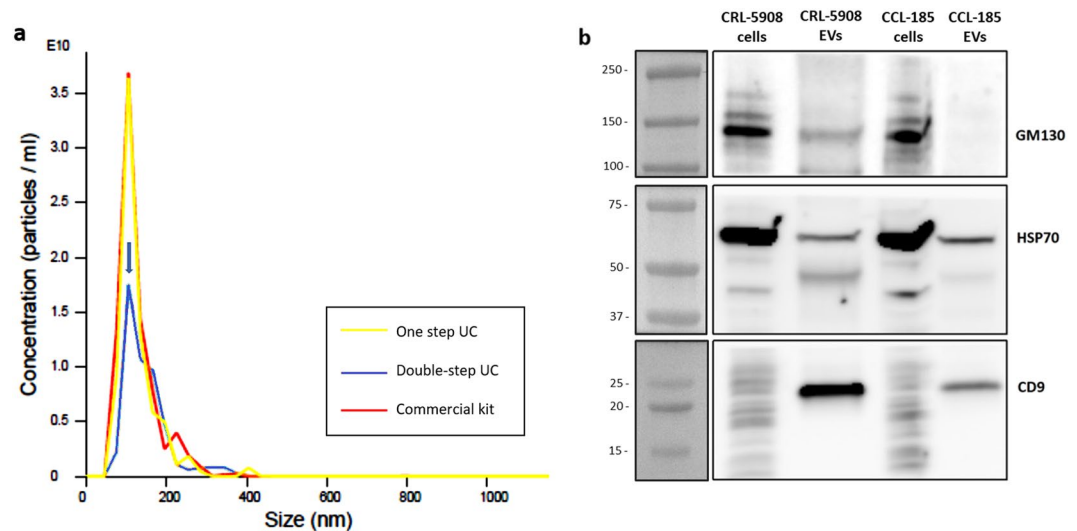 a
E10
3.5
3.0
2.5
2.0
1.5
1.0
0.5
0
Concentration (particles / ml)
0 200 400 600 800 1000
Size (nm)
One step UC
Double-step UC
Commercial kit
b
CRL-5908 cells
CRL-5908 EVs
CCL-185 cells
CCL-185 EVs
250 -
150 -
100 -
GM130
75 -
50 -
37 -
HSP70
25 -
20 -
15 -
CD9